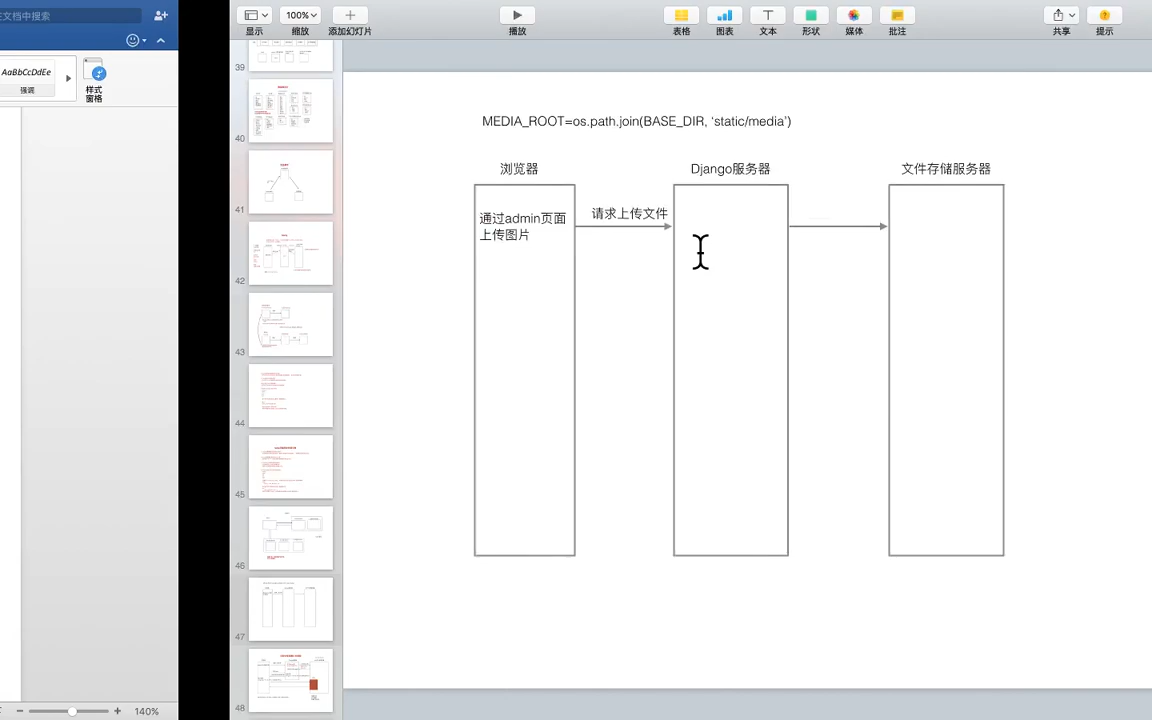 在文档中搜索
AaBbCcDdEe
强调
样式
窗格
140%
100%
显示
缩放
添加幻灯片
播放
表格
图表
文本
形状
媒体
批注
共享
提示
39
40
41
42
43
44
45
46
47
48
MEDIA_ROOT=os.path.join(BASE_DIR, ‘static/media’)
浏览器
Django服务器
文件存储服务器
通过admin页面
上传图片
请求上传文件